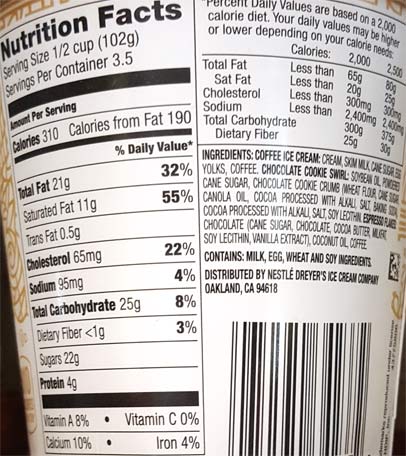 Nutrition Facts
Serving Size 1/2 cup (102g)
Servings Per Container 3.5
Amount Per Serving
Calories 310 Calories from Fat 190
% Daily Value*
Total Fat 21g 32%
Saturated Fat 11g 55%
Trans Fat 0.5g
Cholesterol 65mg 22%
Sodium 95mg 4%
Total Carbohydrate 25g 8%
Dietary Fiber <1g 3%
Sugars 22g
Protein 4g
Vitamin A 8% • Vitamin C 0%
Calcium 10% • Iron 4%
*Percent Daily Values are based on a 2,000
calorie diet. Your daily values may be higher
or lower depending on your calorie needs:
Calories: 2,000 2,500
Total Fat Less than 65g 80g
Sat Fat Less than 20g 25g
Cholesterol Less than 300mg 300mg
Sodium Less than 2,400mg 2,400mg
Total Carbohydrate 300g 375g
Dietary Fiber 25g 30g
INGREDIENTS: COFFEE ICE CREAM: CREAM, SKIM MILK, CANE SUGAR, EGG
YOLKS, COFFEE. CHOCOLATE COOKIE SWIRL: SOYBEAN OIL, POWDERED
CANE SUGAR, CHOCOLATE COOKIE CRUMB (WHEAT FLOUR, CANE SUGAR,
CANOLA OIL, COCOA PROCESSED WITH ALKALI, SALT, BAKING SODA),
COCOA PROCESSED WITH ALKALI, SALT, SOY LECITHIN. ESPRESSO FLAKES:
CHOCOLATE (CANE SUGAR, CHOCOLATE, COCOA BUTTER, MILKFAT,
SOY LECITHIN, VANILLA EXTRACT), COCONUT OIL, COFFEE.
CONTAINS: MILK, EGG, WHEAT AND SOY INGREDIENTS.
DISTRIBUTED BY NESTLÉ DREYER'S ICE CREAM COMPANY
OAKLAND, CA 94618
reproduced under license